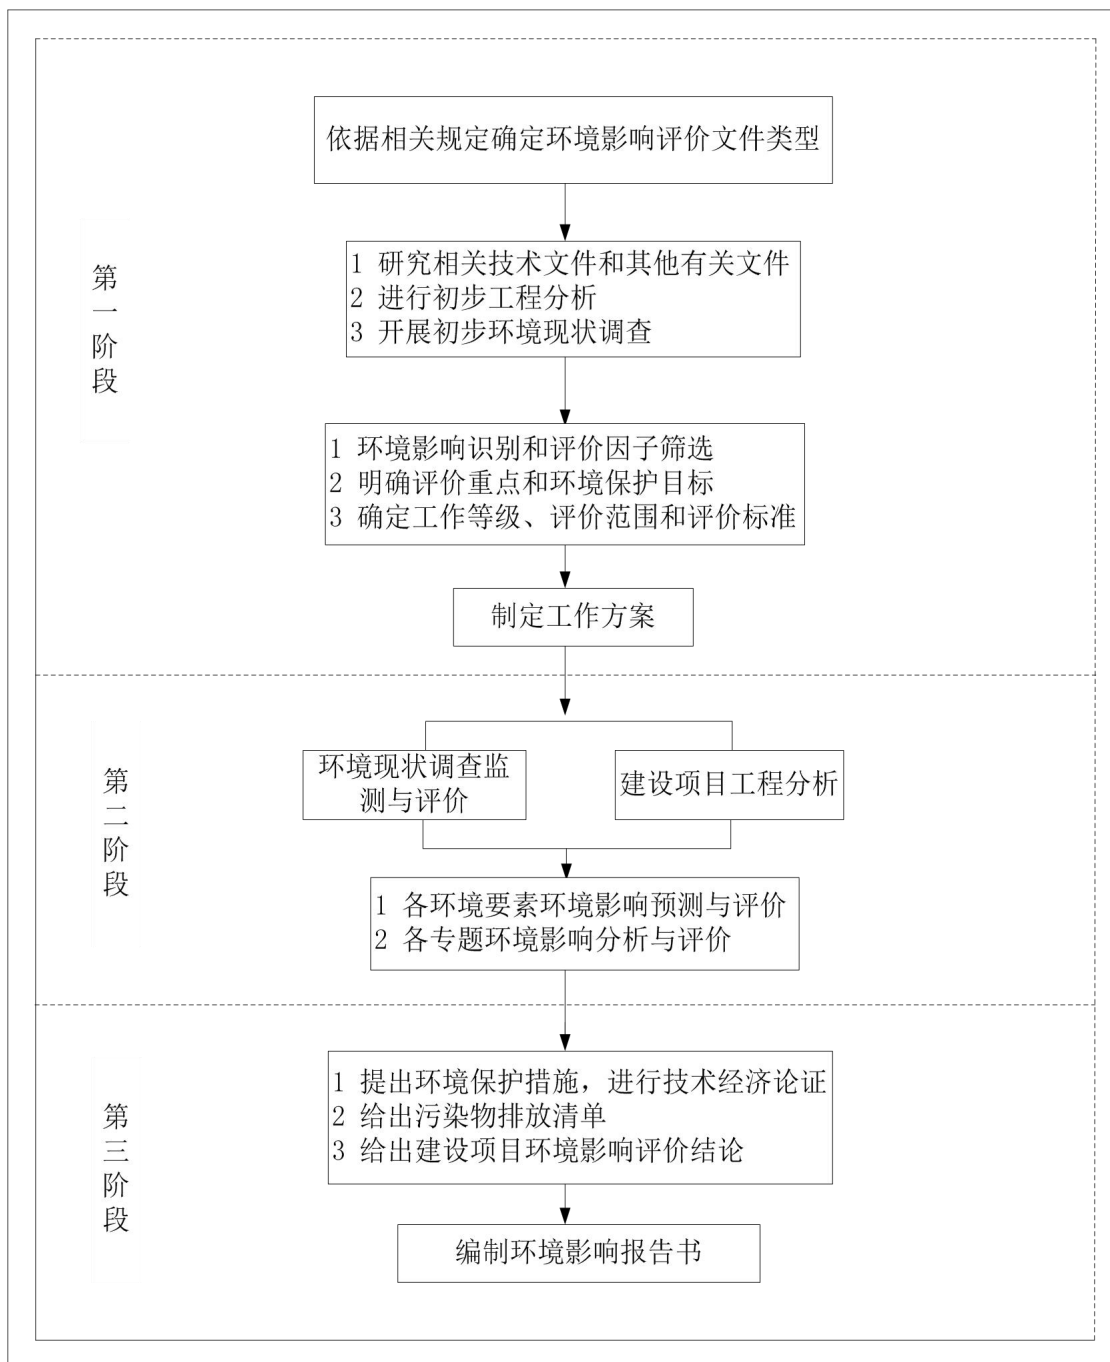 依据相关规定确定环境影响评价文件类型
第一阶段
1 研究相关技术文件和其他有关文件
2 进行初步工程分析
3 开展初步环境现状调查
1 环境影响识别和评价因子筛选
2 明确评价重点和环境保护目标
3 确定工作等级、评价范围和评价标准
制定工作方案
第二阶段
环境现状调查监
测与评价
建设项目工程分析
1 各环境要素环境影响预测与评价
2 各专题环境影响分析与评价
第三阶段
1 提出环境保护措施，进行技术经济论证
2 给出污染物排放清单
3 给出建设项目环境影响评价结论
编制环境影响报告书